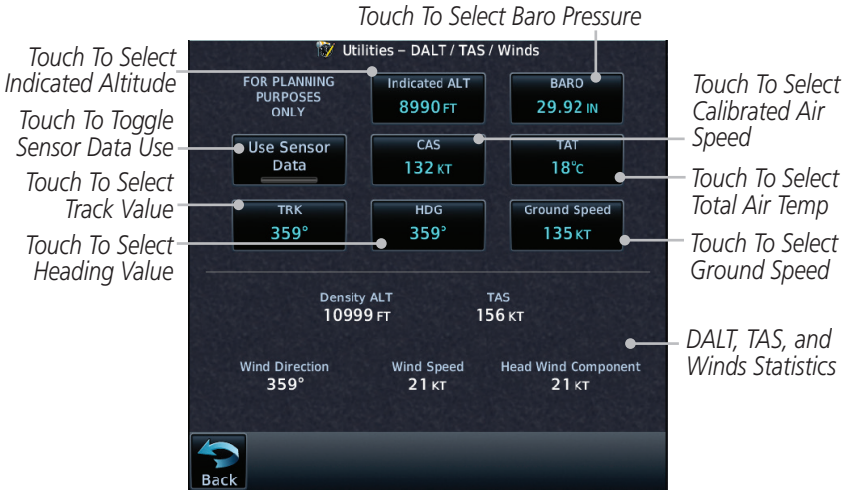 Touch To Select Baro Pressure
Touch To Select
Indicated Altitude
Touch To Toggle
Sensor Data Use
Touch To Select
Track Value
Touch To Select
Heading Value
Utilities – DALT / TAS / Winds
FOR PLANNING
PURPOSES
ONLY
Indicated ALT
8990 FT
BARO
29.92 IN
Use Sensor
Data
CAS
132 KT
TAT
18°C
TRK
359°
HDG
359°
Ground Speed
135 KT
Density ALT
10999 FT
TAS
156 KT
Wind Direction
359°
Wind Speed
21 KT
Head Wind Component
21 KT
Back
Touch To Select
Calibrated Air
Speed
Touch To Select
Total Air Temp
Touch To Select
Ground Speed
DALT, TAS, and
Winds Statistics